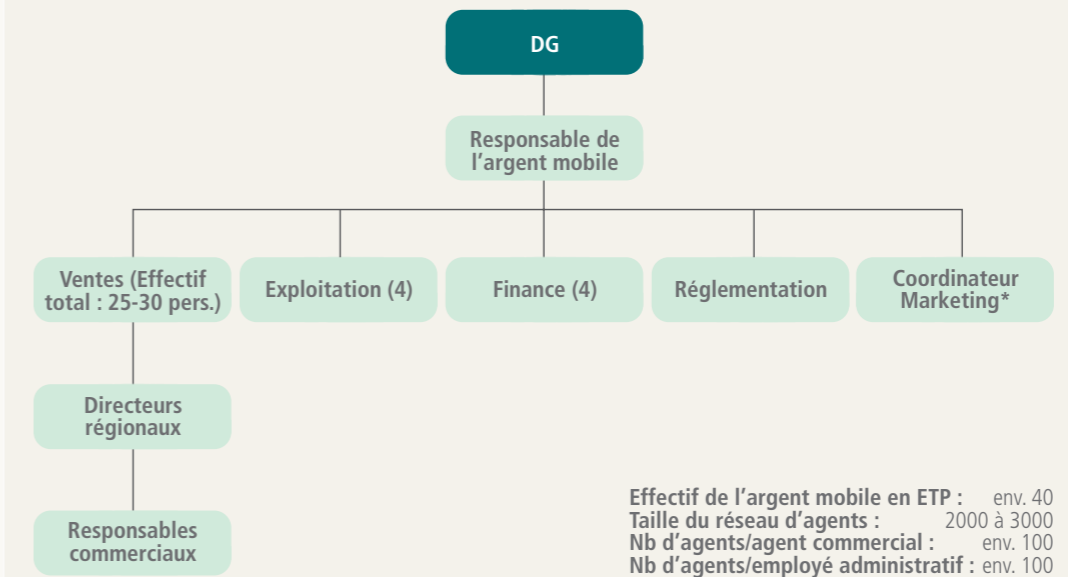 DG
Responsable de
l’argent mobile
Ventes (Effectif
total : 25-30 pers.)
Exploitation (4)
Finance (4)
Réglementation
Coordinateur
Marketing*
Directeurs
régionaux
Responsables
commerciaux
Effectif de l’argent mobile en ETP : env. 40
Taille du réseau d’agents : 2000 à 3000
Nb d’agents/agent commercial : env. 100
Nb d’agents/employé administratif : env. 100